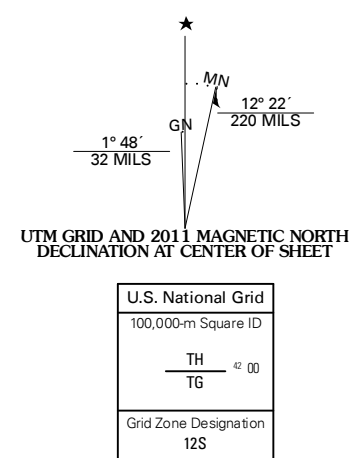 ★
MN
GN
12° 22´
220 MILS
1° 48´
32 MILS
UTM GRID AND 2011 MAGNETIC NORTH
DECLINATION AT CENTER OF SHEET
U.S. National Grid
100,000-m Square ID
TH
42 00
TG
Grid Zone Designation
12S